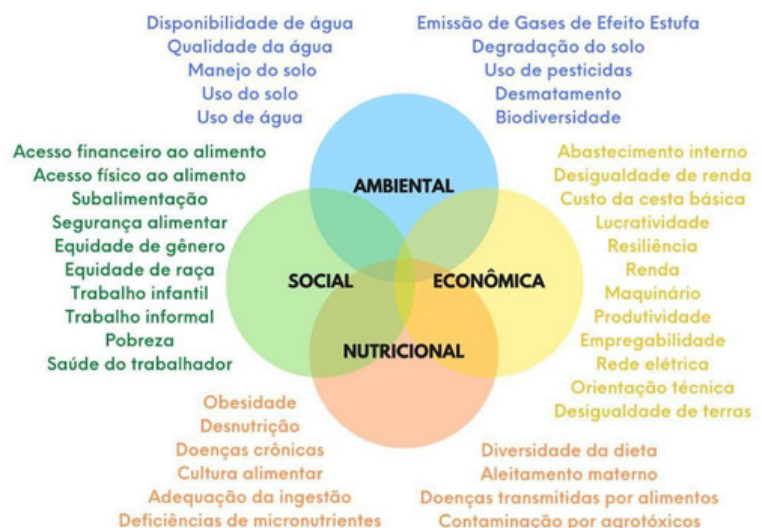 Disponibilidade de água
Qualidade da água
Manejo do solo
Uso do solo
Uso de água
Emissão de Gases de Efeito Estufa
Degradação do solo
Uso de pesticidas
Desmatamento
Biodiversidade
Acesso financeiro ao alimento
Acesso físico ao alimento
Subalimentação
Segurança alimentar
Equidade de gênero
Equidade de raça
Trabalho infantil
Trabalho informal
Pobreza
Saúde do trabalhador
AMBIENTAL
SOCIAL
ECONÔMICA
NUTRICIONAL
Abastecimento interno
Desigualdade de renda
Custo da cesta básica
Lucratividade
Resiliência
Renda
Maquinário
Produtividade
Empregabilidade
Rede elétrica
Orientação técnica
Desigualdade de terras
Obesidade
Desnutrição
Doenças crônicas
Cultura alimentar
Adequação da ingestão
Deficiências de micronutrientes
Diversidade da dieta
Aleitamento materno
Doenças transmitidas por alimentos
Contaminação por agrotóxicos